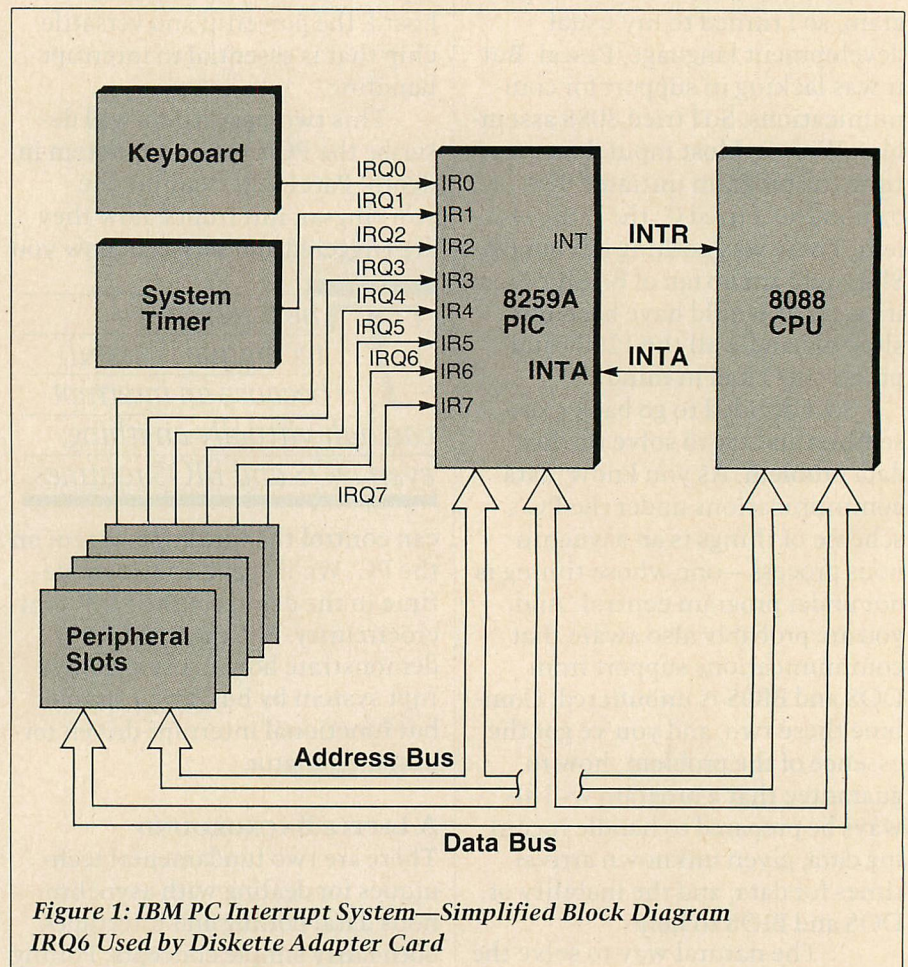 Keyboard
System
Timer
IRQ0
IRQ1
IRQ2
IRQ3
IRQ4
IRQ5
IRQ6
IRQ7
IR0
IR1
IR2
IR3
IR4
IR5
IR6
IR7
INT
8259A
PIC
INTA
INTR
INTA
8088
CPU
Peripheral
Slots
Address Bus
Data Bus
Figure 1: IBM PC Interrupt System—Simplified Block Diagram
IRQ6 Used by Diskette Adapter Card